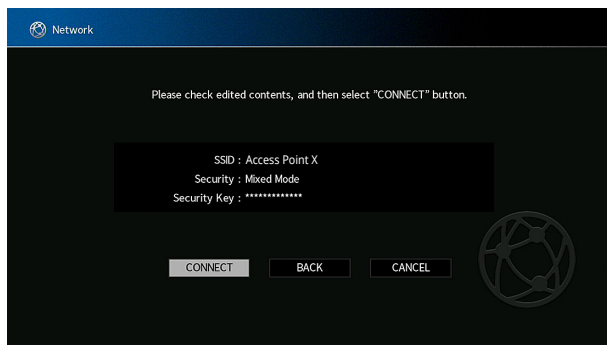 Network
Please check edited contents, and then select "CONNECT" button.
SSID : Access Point X
Security : Mixed Mode
Security Key : *************
CONNECT BACK CANCEL